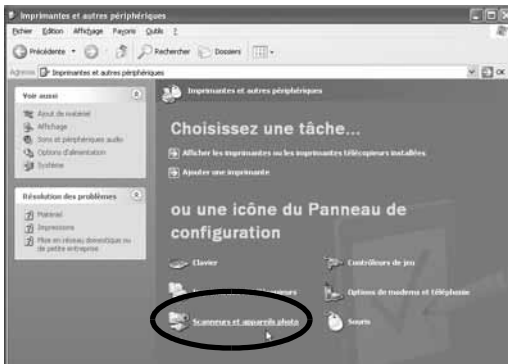 Imprimantes et autres périphériques
Fichier Edition Affichage Favoris Outils ?
Précédente Rechercher Dossiers
Adresse Imprimantes et autres périphériques OK
Voir aussi
Ajout de matériel
Affichage
Sons et périphériques audio
Options d'alimentation
Système
Résolution des problèmes
Matériel
Impressions
Mise en réseau domestique ou
de petite entreprise
Imprimantes et autres périphériques
Choisissez une tâche...
Afficher les imprimantes ou les imprimantes télécopieurs installées
Ajouter une imprimante
ou une icône du Panneau de
configuration
Clavier
Contrôleurs de jeu
Options de modems et téléphonie
Scanneurs et appareils photo
Souris